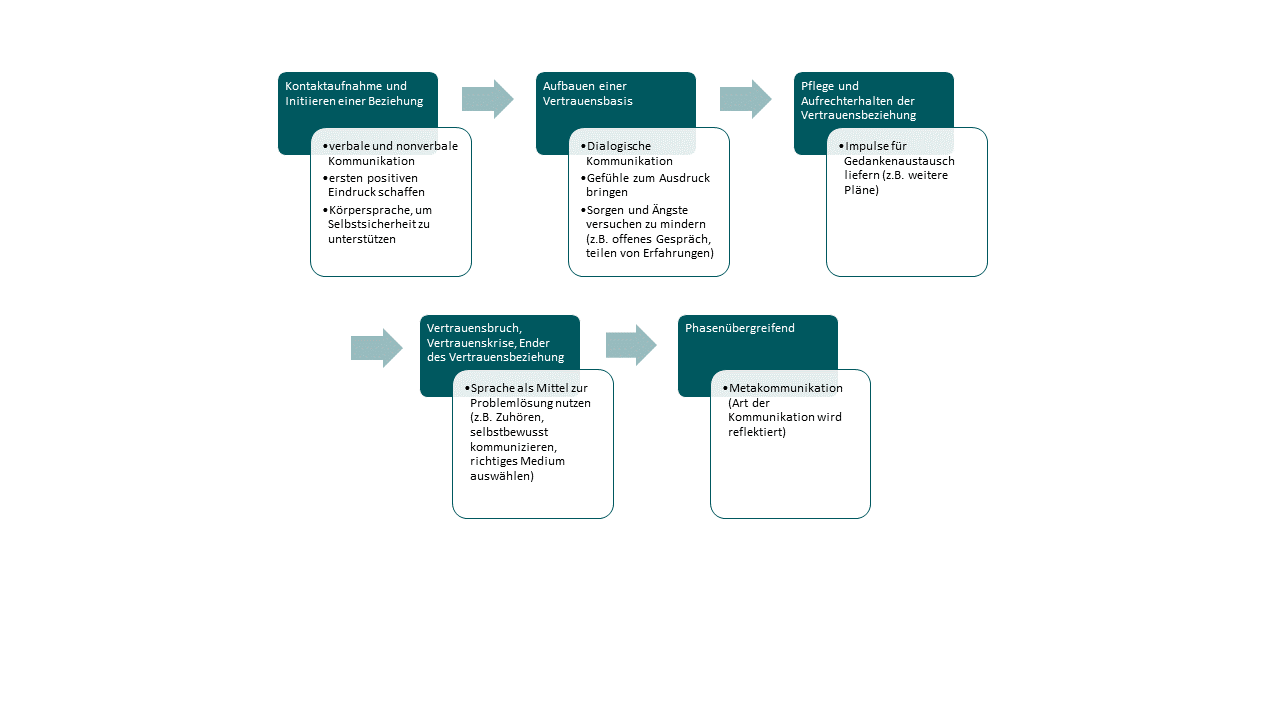 Kontaktaufnahme und
Initiieren einer Beziehung
•verbale und nonverbale
Kommunikation
•ersten positiven
Eindruck schaffen
•Körpersprache, um
Selbstsicherheit zu
unterstützen
Aufbauen einer
Vertrauensbasis
•Dialogische
Kommunikation
•Gefühle zum Ausdruck
bringen
•Sorgen und Ängste
versuchen zu mindern
(z.B. offenes Gespräch,
teilen von Erfahrungen)
Pflege und
Aufrechterhalten der
Vertrauensbeziehung
•Impulse für
Gedankenaustausch
liefern (z.B. weitere
Pläne)
Vertrauensbruch,
Vertrauenskrise, Ender
des Vertrauensbeziehung
•Sprache als Mittel zur
Problemlösung nutzen
(z.B. Zuhören,
selbstbewusst
kommunizieren,
richtiges Medium
auswählen)
Phasenübergreifend
•Metakommunikation
(Art der
Kommunikation wird
reflektiert)